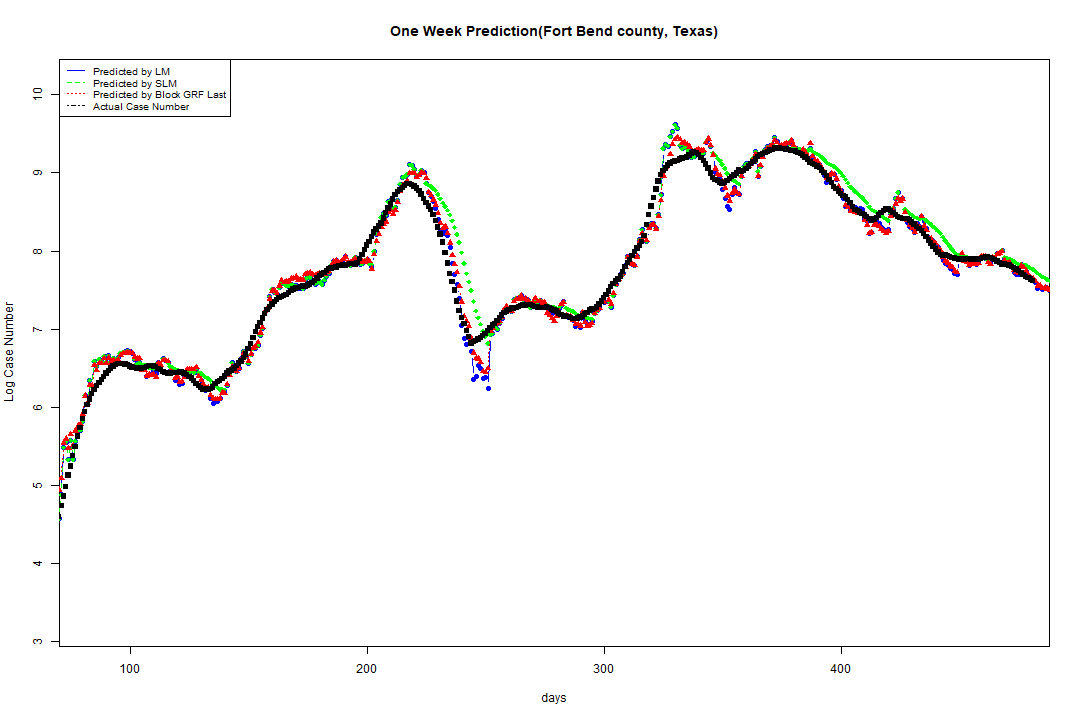 One Week Prediction(Fort Bend county, Texas)
Predicted by LM
Predicted by SLM
Predicted by Block GRF Last
Actual Case Number
10
9
8
7
6
5
4
3
Log Case Number
100 200 300 400
days